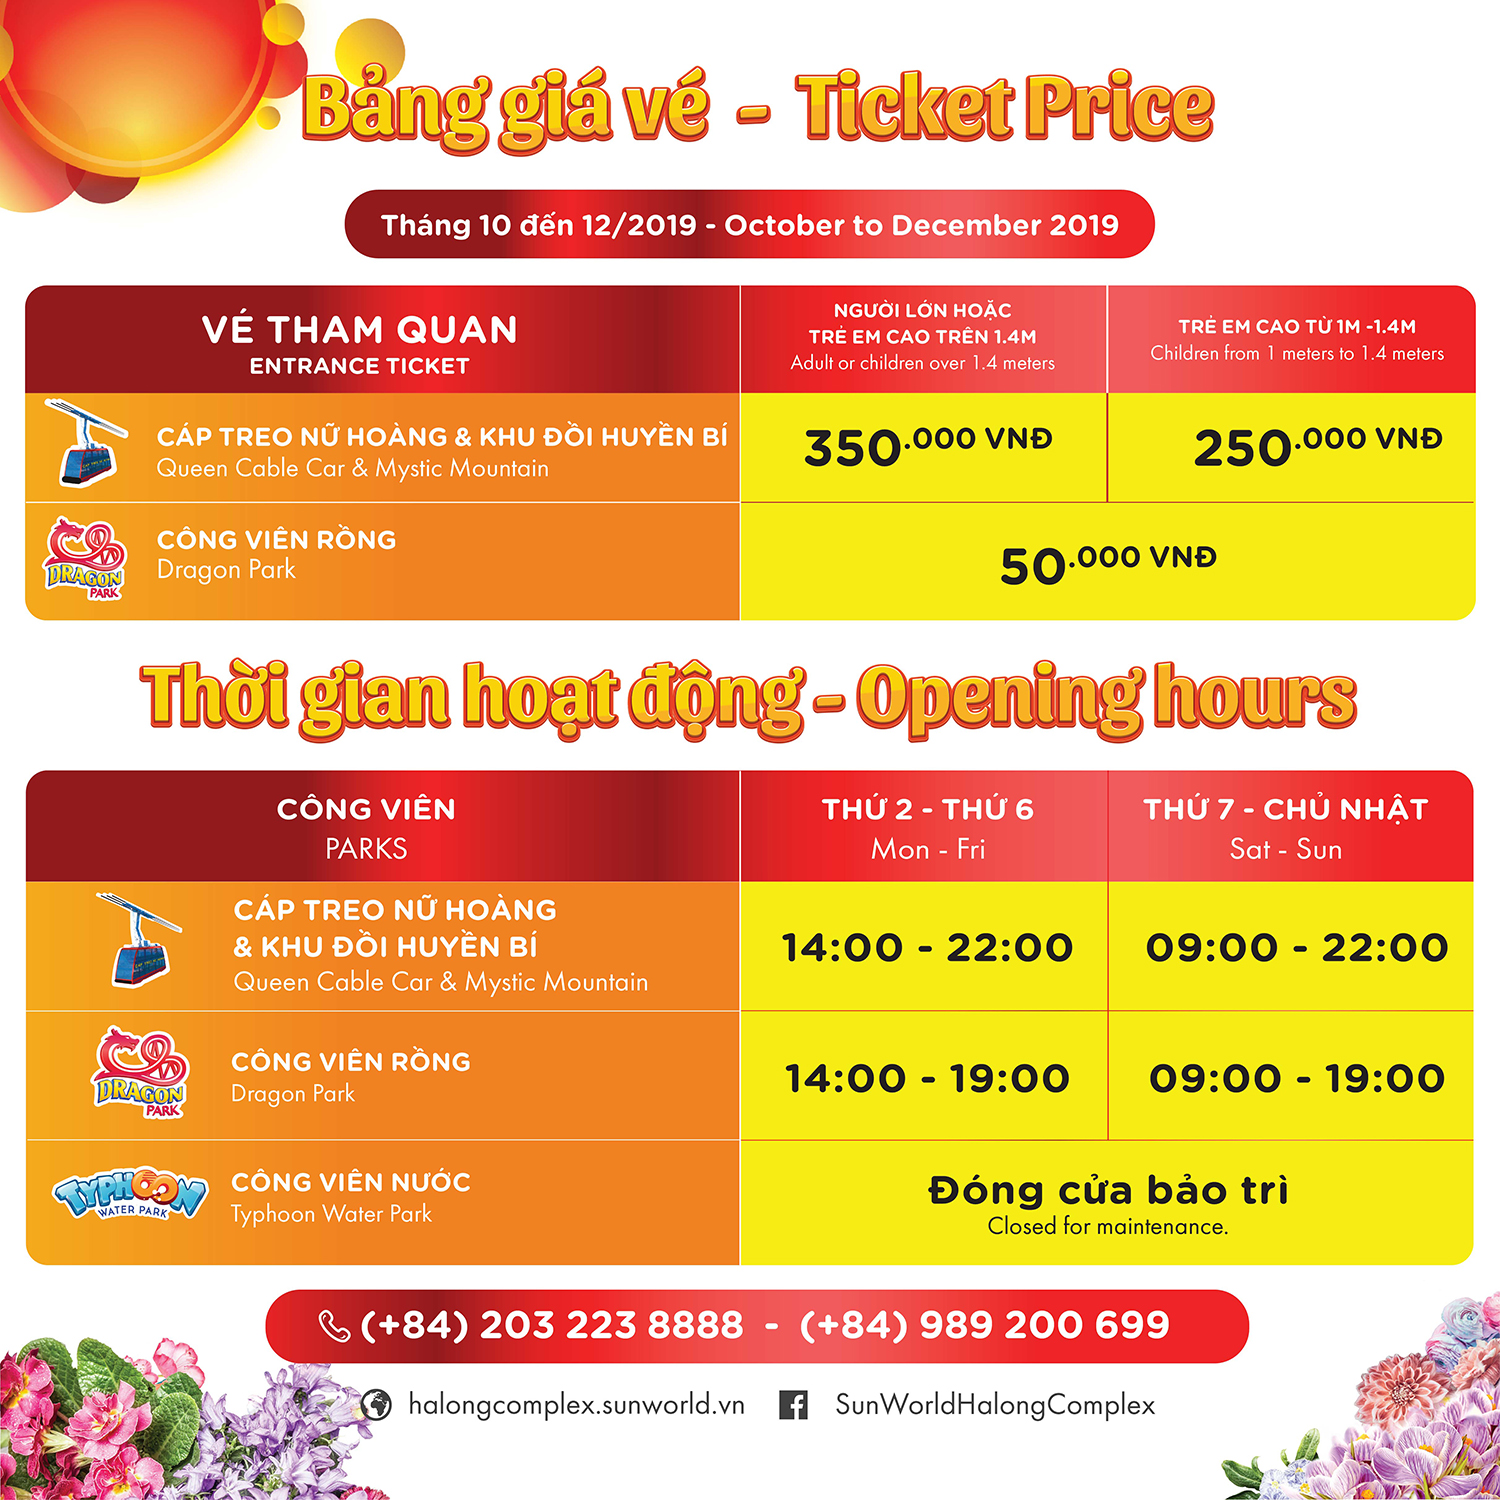 Bảng giá vé - Ticket Price
Tháng 10 đến 12/2019 - October to December 2019
VÉ THAM QUAN
ENTRANCE TICKET
NGƯỜI LỚN HOẶC
TRẺ EM CAO TRÊN 1.4M
Adult or children over 1.4 meters
TRẺ EM CAO TỪ 1M -1.4M
Children from 1 meters to 1.4 meters
CÁP TREO NỮ HOÀNG & KHU ĐỒI HUYỀN BÍ
Queen Cable Car & Mystic Mountain
350.000 VNĐ
250.000 VNĐ
DRAGON
PARK
CÔNG VIÊN RỒNG
Dragon Park
50.000 VNĐ
Thời gian hoạt động - Opening hours
CÔNG VIÊN
PARKS
THỨ 2 - THỨ 6
Mon - Fri
THỨ 7 - CHỦ NHẬT
Sat - Sun
CÁP TREO NỮ HOÀNG
& KHU ĐỒI HUYỀN BÍ
Queen Cable Car & Mystic Mountain
14:00 - 22:00
09:00 - 22:00
DRAGON
PARK
CÔNG VIÊN RỒNG
Dragon Park
14:00 - 19:00
09:00 - 19:00
TYPHOON
WATER PARK
CÔNG VIÊN NƯỚC
Typhoon Water Park
Đóng cửa bảo trì
Closed for maintenance.
(+84) 203 223 8888 - (+84) 989 200 699
halongcomplex.sunworld.vn
SunWorldHalongComplex